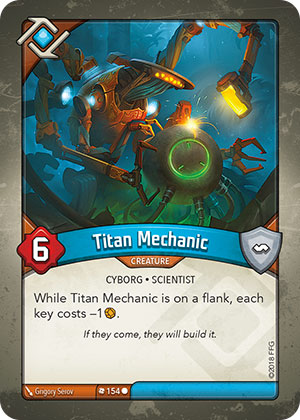 Titan Mechanic
CREATURE
6
CYBORG • SCIENTIST
While Titan Mechanic is on a flank, each
key costs –1.
If they come, they will build it.
Grigory Serov
154
©2018 FFG